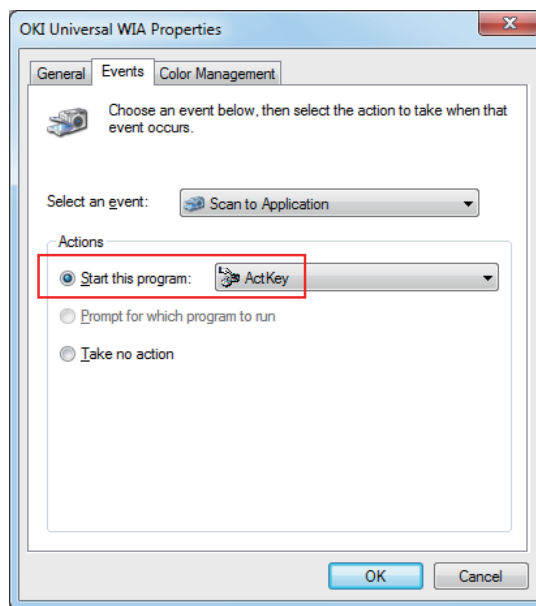 OKI Universal WIA Properties
General Events Color Management
Choose an event below, then select the action to take when that
event occurs.
Select an event: Scan to Application
Actions
Start this program: ActKey
Prompt for which program to run
Take no action
OK Cancel